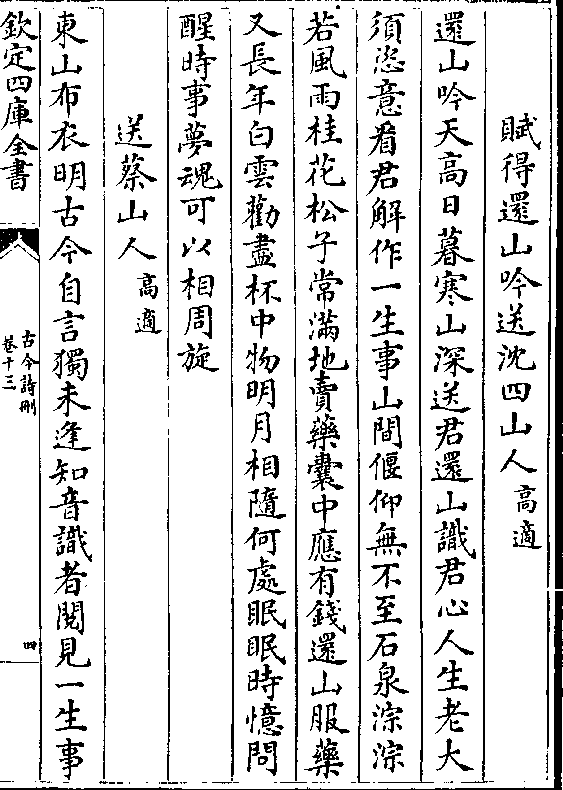 賦得還山吟送沈四山人高適
還山吟天高日暮寒山深送君還山識君心人生老大
須恣意看君解作一生事山間偃仰無不至石泉淙淙
若風雨桂花松子常滿地賣藥囊中應有錢還山服藥
又長年白雲勸盡杯中物明月相隨何處眠眠時憶問
醒時事夢魂可以相周旋
送蔡山人高適
東山布衣明古今自言獨未逢知音識者閱見一生事
欽定四庫全書
古今詩刪
卷十三
四